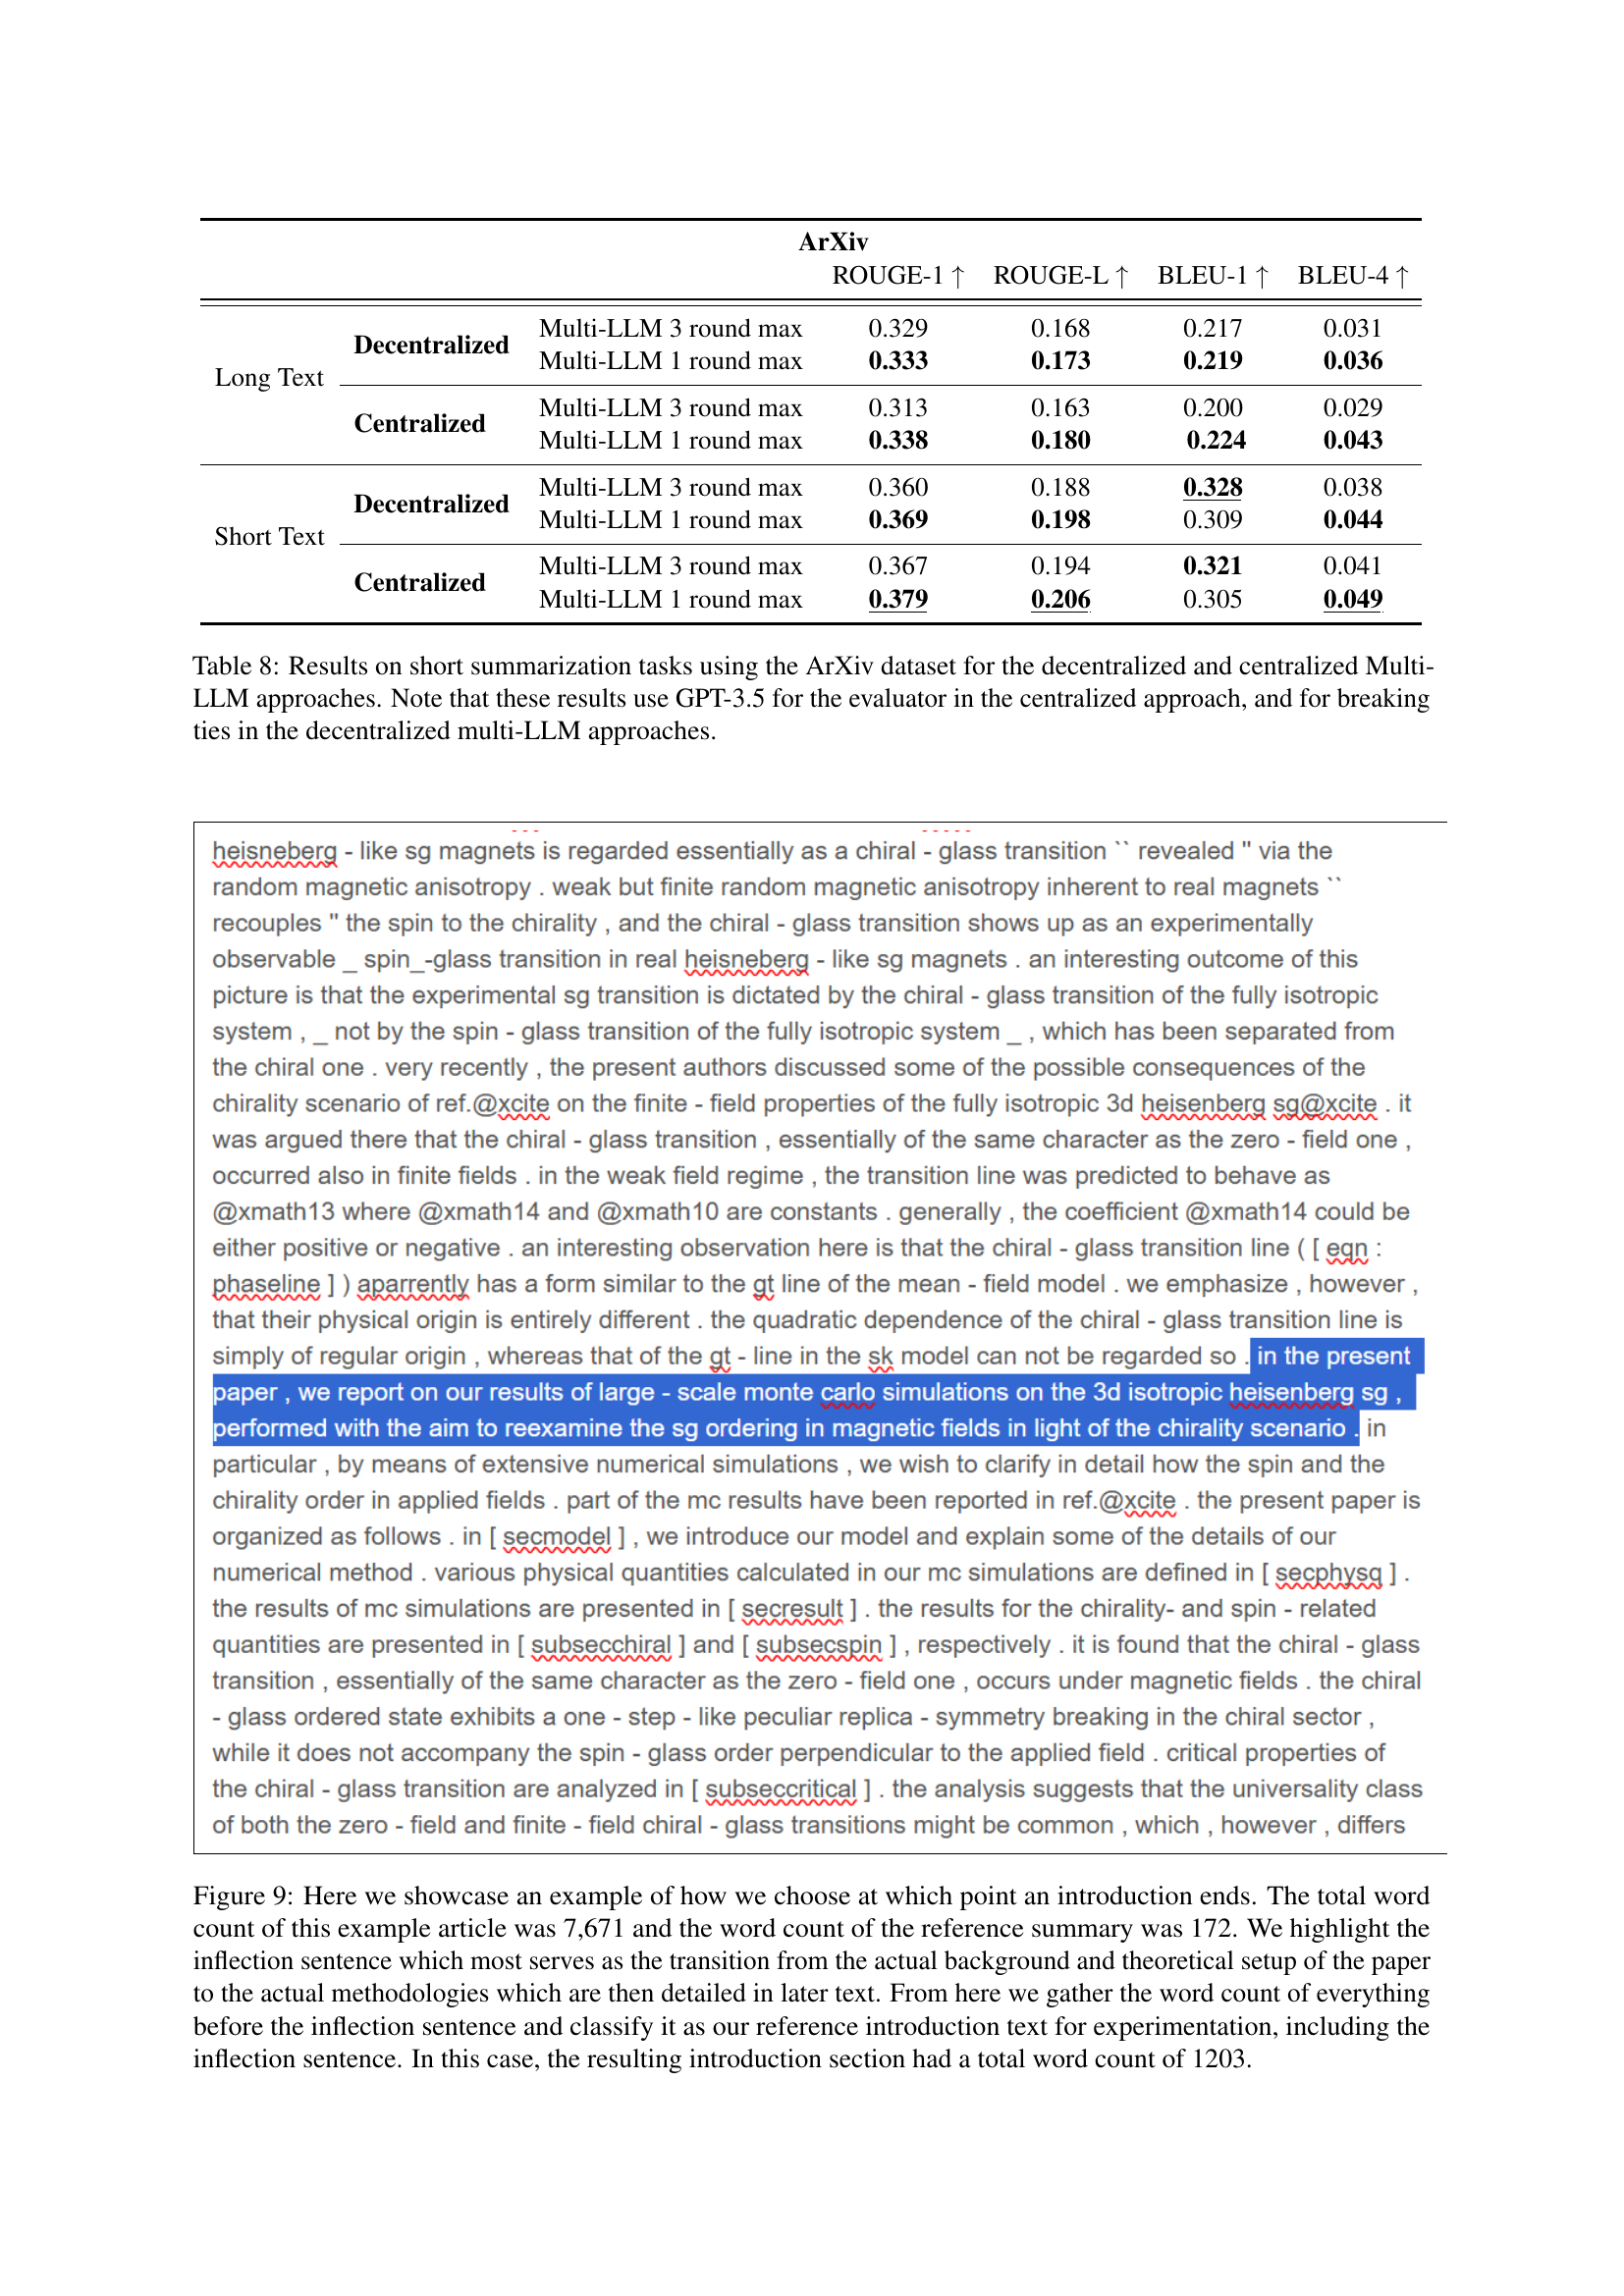 ArXiv
ROUGE-1 ↑ ROUGE-L ↑ BLEU-1 ↑ BLEU-4 ↑
Long Text
Decentralized
Multi-LLM 3 round max 0.329 0.168 0.217 0.031
Multi-LLM 1 round max 0.333 0.173 0.219 0.036
Centralized
Multi-LLM 3 round max 0.313 0.163 0.200 0.029
Multi-LLM 1 round max 0.338 0.180 0.224 0.043
Short Text
Decentralized
Multi-LLM 3 round max 0.360 0.188 0.328 0.038
Multi-LLM 1 round max 0.369 0.198 0.309 0.044
Centralized
Multi-LLM 3 round max 0.367 0.194 0.321 0.041
Multi-LLM 1 round max 0.379 0.206 0.305 0.049
Table 8: Results on short summarization tasks using the ArXiv dataset for the decentralized and centralized Multi-
LLM approaches. Note that these results use GPT-3.5 for the evaluator in the centralized approach, and for breaking
ties in the decentralized multi-LLM approaches.
heisneberg - like sg magnets is regarded essentially as a chiral - glass transition `` revealed '' via the
random magnetic anisotropy . weak but finite random magnetic anisotropy inherent to real magnets ``
recouples '' the spin to the chirality , and the chiral - glass transition shows up as an experimentally
observable _ spin_-glass transition in real heisneberg - like sg magnets . an interesting outcome of this
picture is that the experimental sg transition is dictated by the chiral - glass transition of the fully isotropic
system , _ not by the spin - glass transition of the fully isotropic system _ , which has been separated from
the chiral one . very recently , the present authors discussed some of the possible consequences of the
chirality scenario of ref.@xcite on the finite - field properties of the fully isotropic 3d heisenberg sg@xcite . it
was argued there that the chiral - glass transition , essentially of the same character as the zero - field one ,
occurred also in finite fields . in the weak field regime , the transition line was predicted to behave as
@xmath13 where @xmath14 and @xmath10 are constants . generally , the coefficient @xmath14 could be
either positive or negative . an interesting observation here is that the chiral - glass transition line ( [ eqn :
phaseline ] ) aparrently has a form similar to the gt line of the mean - field model . we emphasize , however ,
that their physical origin is entirely different . the quadratic dependence of the chiral - glass transition line is
simply of regular origin , whereas that of the gt - line in the sk model can not be regarded so . in the present
paper , we report on our results of large - scale monte carlo simulations on the 3d isotropic heisenberg sg ,
performed with the aim to reexamine the sg ordering in magnetic fields in light of the chirality scenario . in
particular , by means of extensive numerical simulations , we wish to clarify in detail how the spin and the
chirality order in applied fields . part of the mc results have been reported in ref.@xcite . the present paper is
organized as follows . in [ secmodel ] , we introduce our model and explain some of the details of our
numerical method . various physical quantities calculated in our mc simulations are defined in [ secphysq ] .
the results of mc simulations are presented in [ secresult ] . the results for the chirality- and spin - related
quantities are presented in [ subsecchiral ] and [ subsecspin ] , respectively . it is found that the chiral - glass
transition , essentially of the same character as the zero - field one , occurs under magnetic fields . the chiral
- glass ordered state exhibits a one - step - like peculiar replica - symmetry breaking in the chiral sector ,
while it does not accompany the spin - glass order perpendicular to the applied field . critical properties of
the chiral - glass transition are analyzed in [ subseccritical ] . the analysis suggests that the universality class
of both the zero - field and finite - field chiral - glass transitions might be common , which , however , differs
Figure 9: Here we showcase an example of how we choose at which point an introduction ends. The total word
count of this example article was 7,671 and the word count of the reference summary was 172. We highlight the
inflection sentence which most serves as the transition from the actual background and theoretical setup of the paper
to the actual methodologies which are then detailed in later text. From here we gather the word count of everything
before the inflection sentence and classify it as our reference introduction text for experimentation, including the
inflection sentence. In this case, the resulting introduction section had a total word count of 1203.